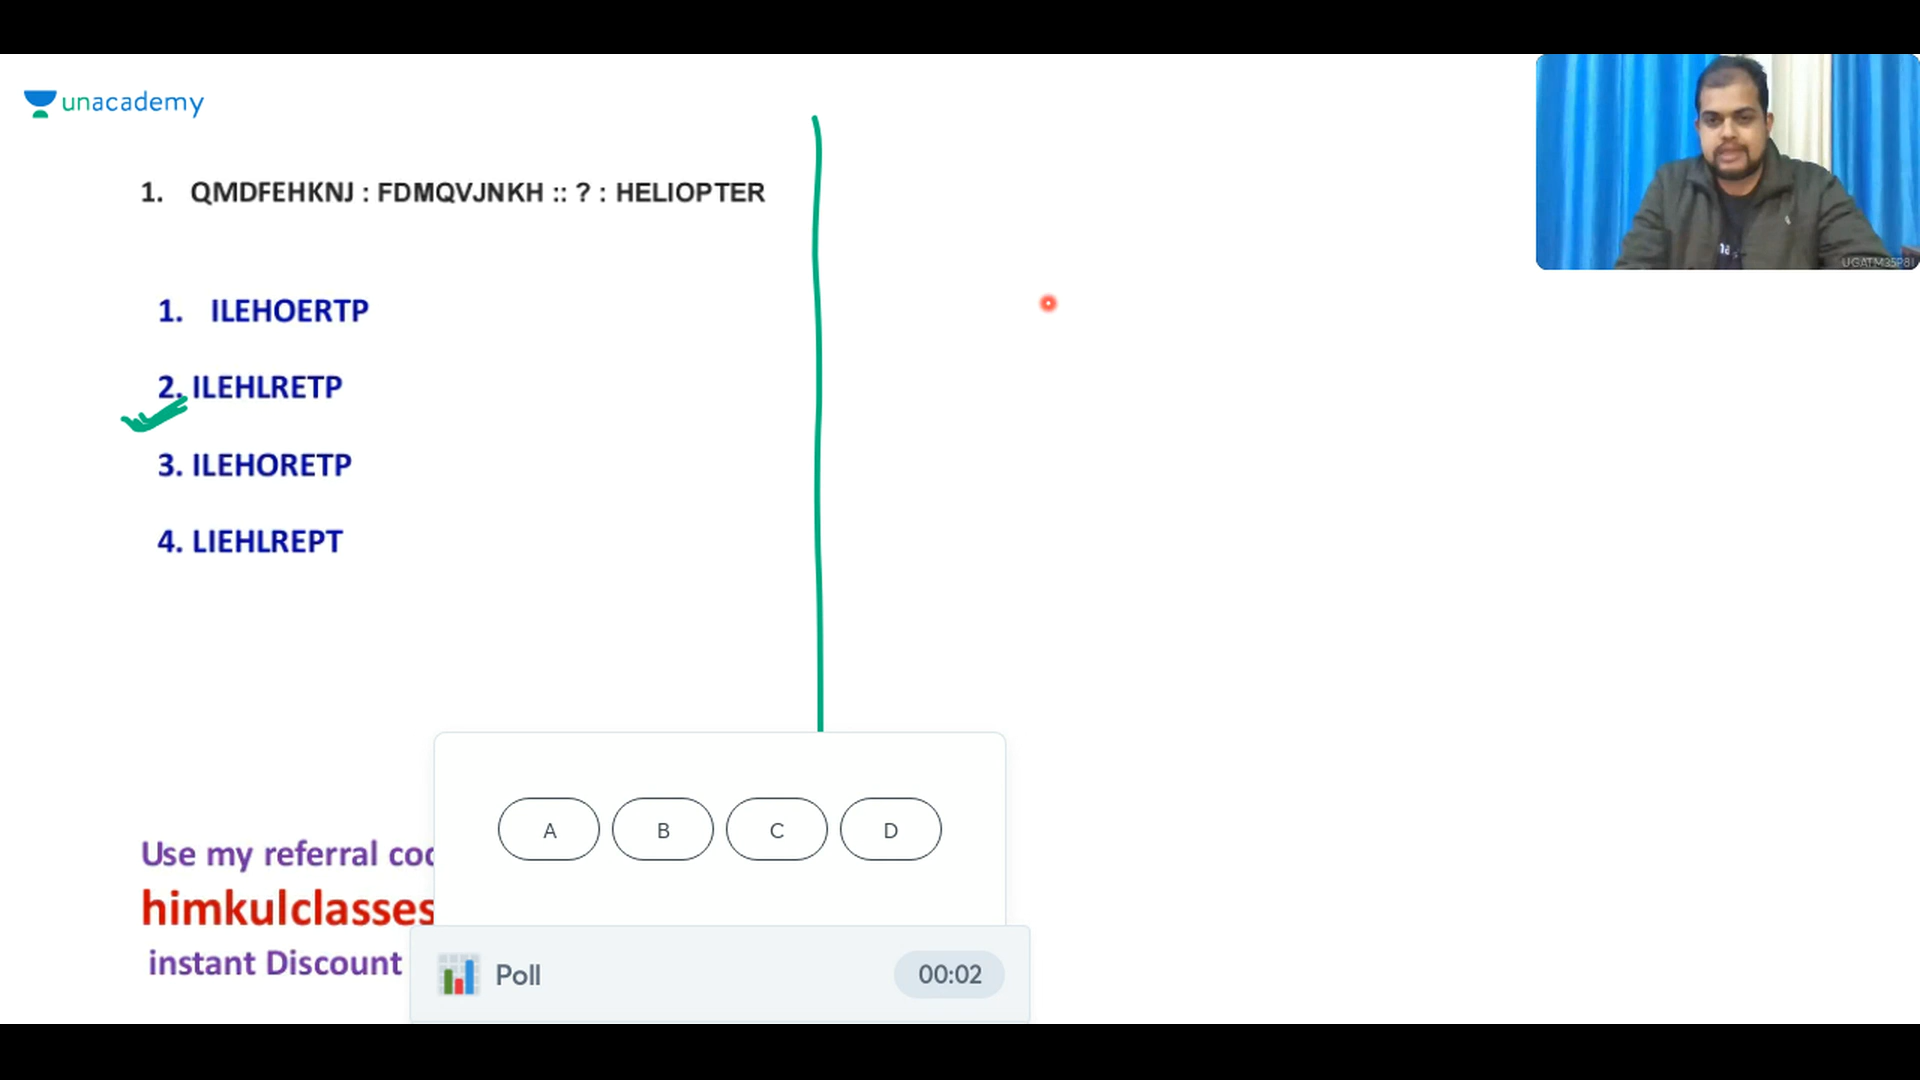 unacademy
1. QMDFEHKNJ : FDMQVJNKH :: ? : HELIOPTER
1. ILEHOERTP
2. ILEHLRETP
3. ILEHORETP
4. LIEHLREPT
A B C D
Use my referral
himkulclasses
instant Discount
Poll 00:02
UGATM35P8I